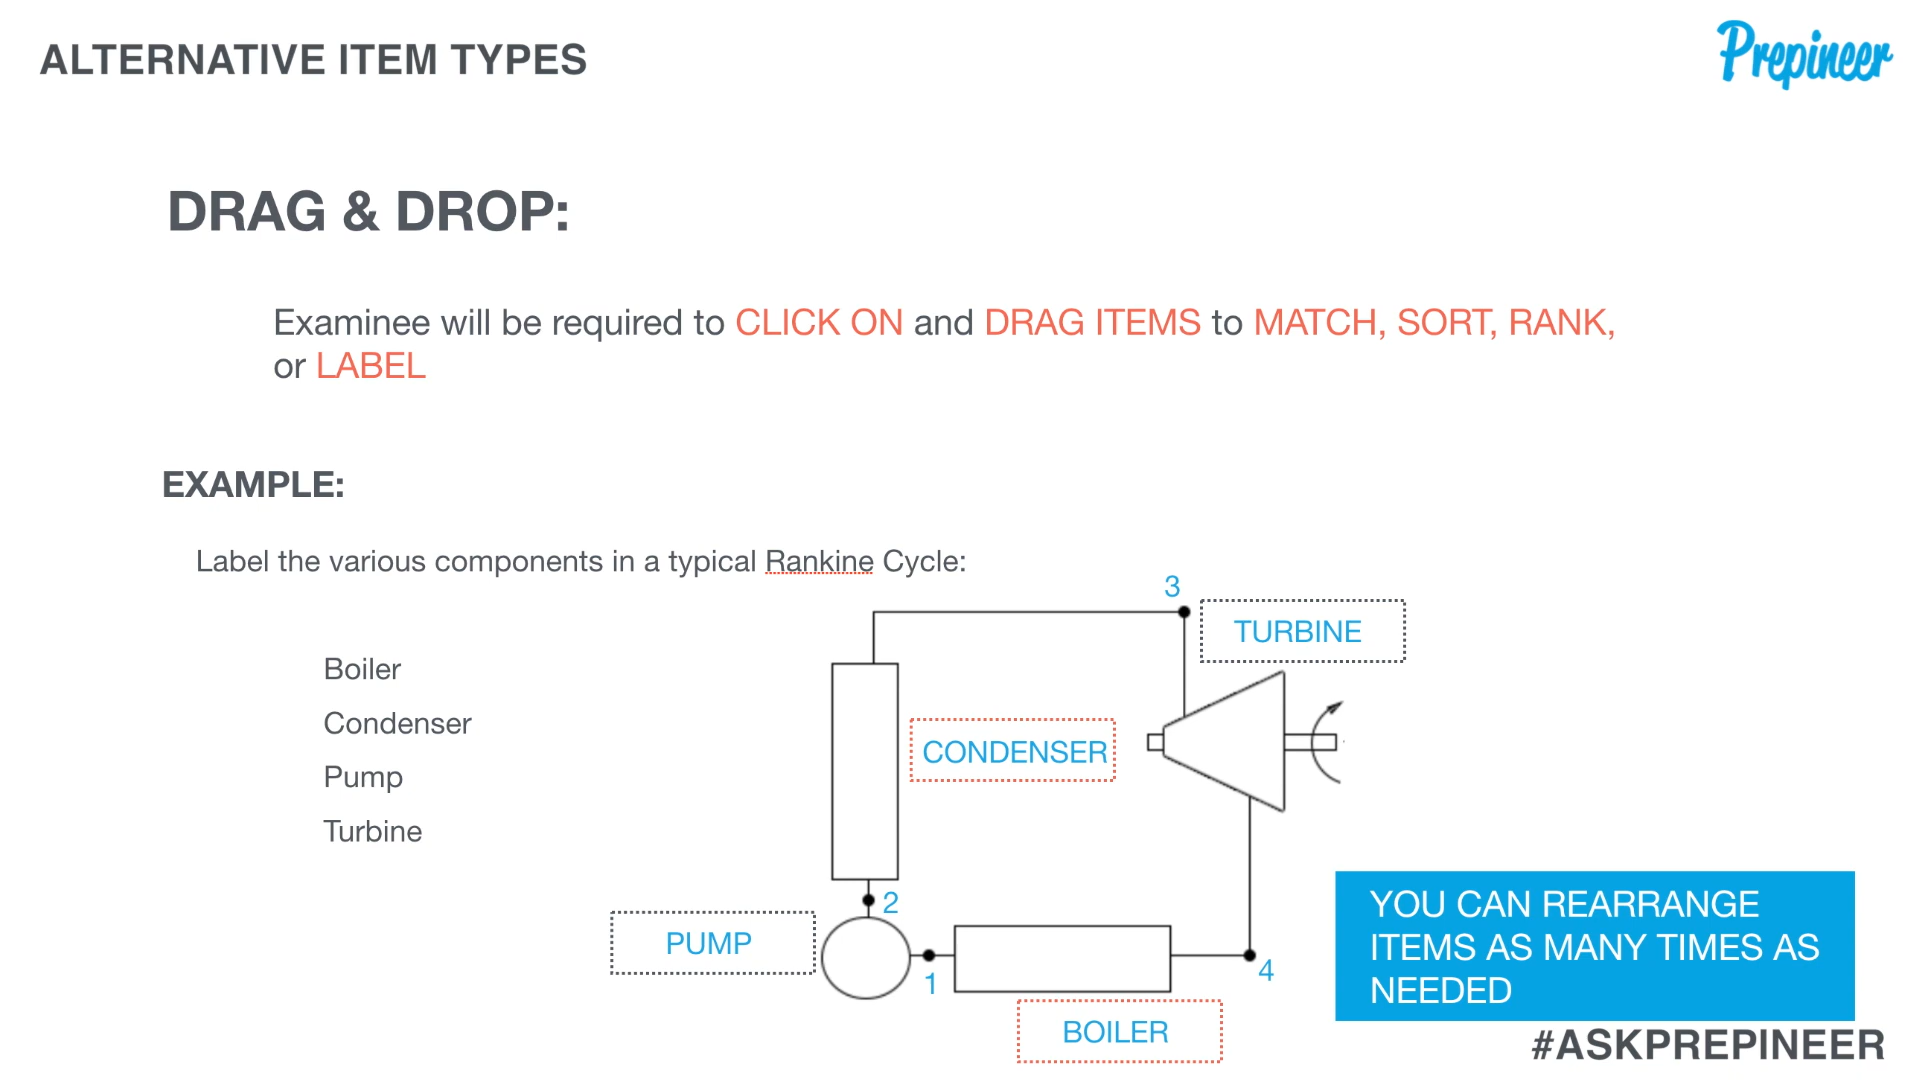 ALTERNATIVE ITEM TYPES
Prepineer
DRAG & DROP:
Examinee will be required to CLICK ON and DRAG ITEMS to MATCH, SORT, RANK,
or LABEL
EXAMPLE:
Label the various components in a typical Rankine Cycle:
Boiler
Condenser
Pump
Turbine
3
TURBINE
CONDENSER
2
PUMP
1
4
BOILER
YOU CAN REARRANGE
ITEMS AS MANY TIMES AS
NEEDED
#ASKPREPINEER